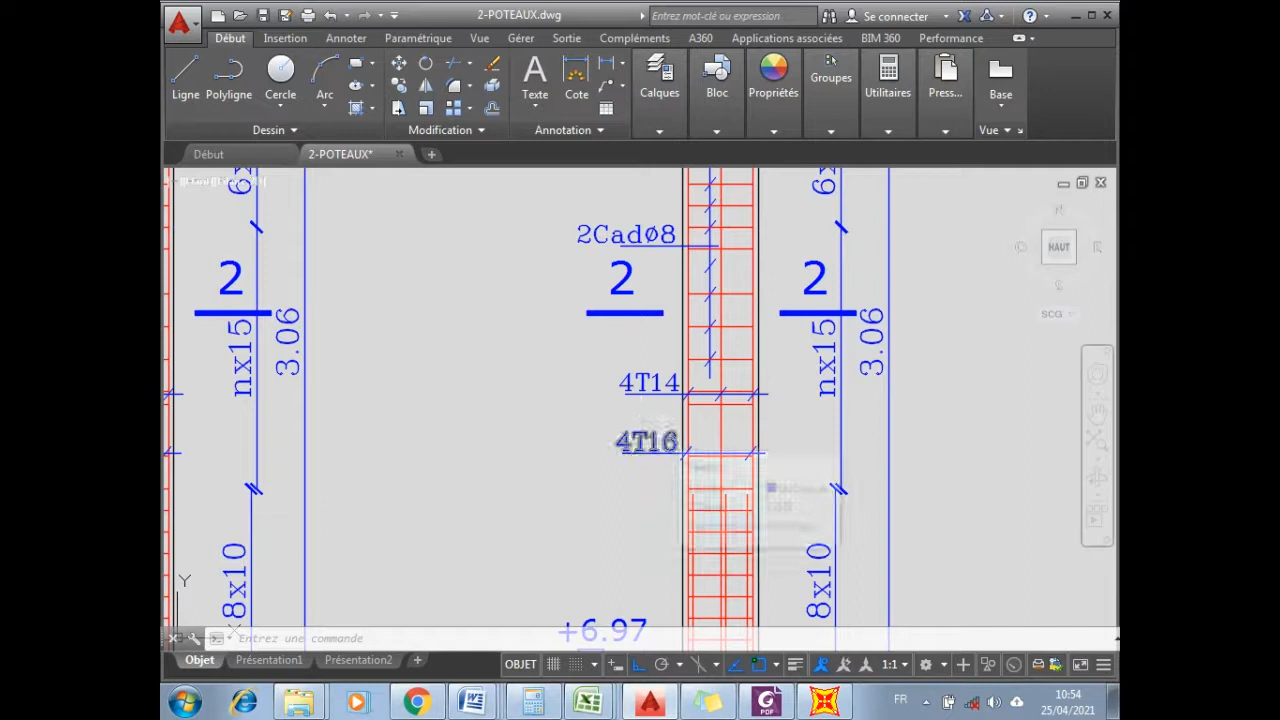 2-POTEAUX.dwg
Entrez mot-clé ou expression
Se connecter
Début Insertion Annoter Paramétrique Vue Gérer Sortie Compléments A360 Applications associées BIM 360 Performance
Ligne Polyligne Cercle Arc Texte Cote Calques Bloc Propriétés Groupes Utilitaires Press... Base
Dessin Modification Annotation Vue
Début 2-POTEAUX*
2Cadø8
2 2 2
nx15 3.06 nx15 3.06
4T14
4T16
8x10 8x10
+6.97
HAUT
SCG
Y
Entrez une commande
Objet Présentation1 Présentation2
OBJET 1:1
FR 10:54
25/04/2021